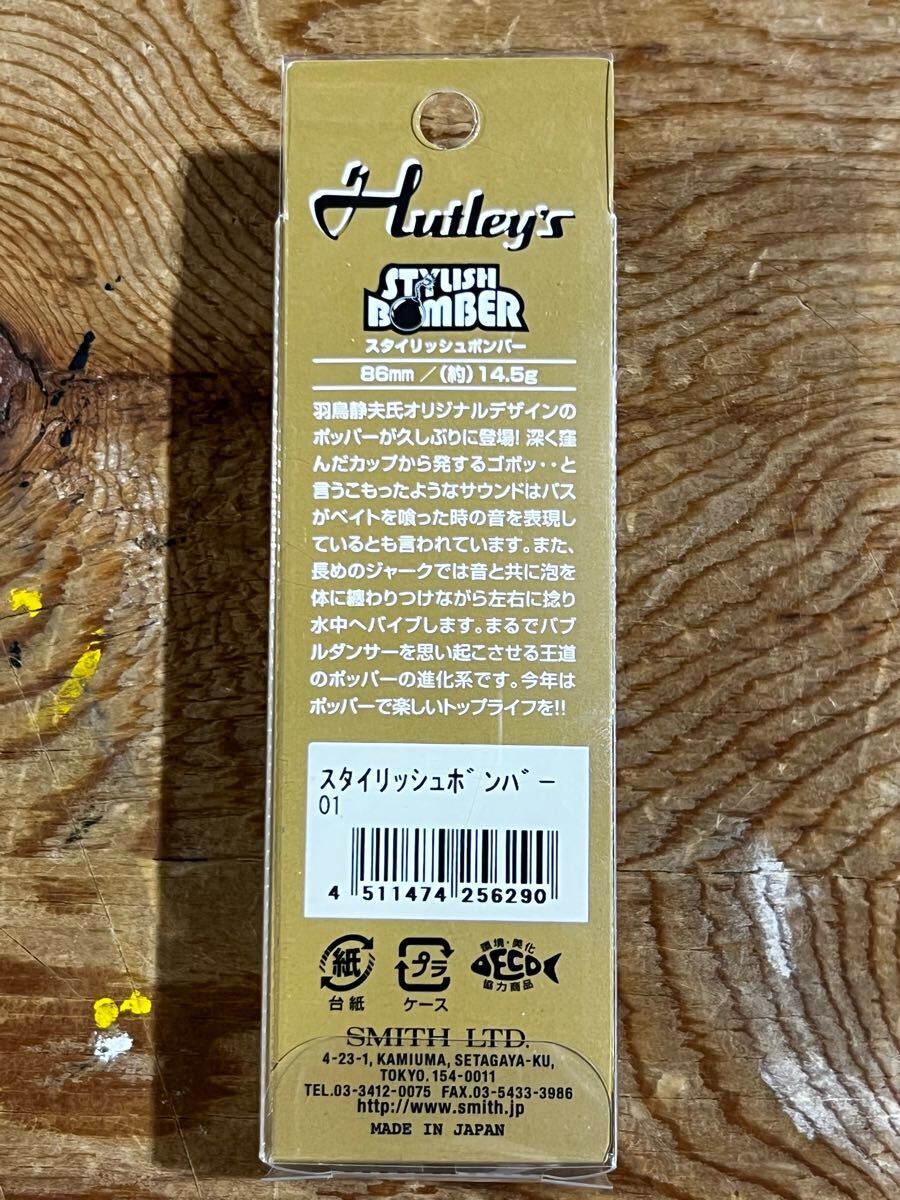 Hutley's
STYLISH
BOMBER
スタイリッシュボンバー
86mm／(約)14.5g
羽鳥静夫氏オリジナルデザインの
ポッパーが久しぶりに登場! 深く窪
んだカップから発するゴボッ‥と
言うこもったようなサウンドはバス
がベイトを喰った時の音を表現し
ているとも言われています。また、
長めのジャークでは音と共に泡を
体に纏わりつけながら左右に捻り
水中へバイブします。まるでバブ
ルダンサーを思い起こさせる王道
のポッパーの進化系です。今年は
ポッパーで楽しいトップライフを!!
スタイリッシュボンバー
01
4 511474 256290
紙
台紙
プラ
ケース
環境・美化
ECO
協力商品
SMITH LTD.
4-23-1, KAMIUMA, SETAGAYA-KU,
TOKYO. 154-0011
TEL.03-3412-0075 FAX.03-5433-3986
http://www.smith.jp
MADE IN JAPAN